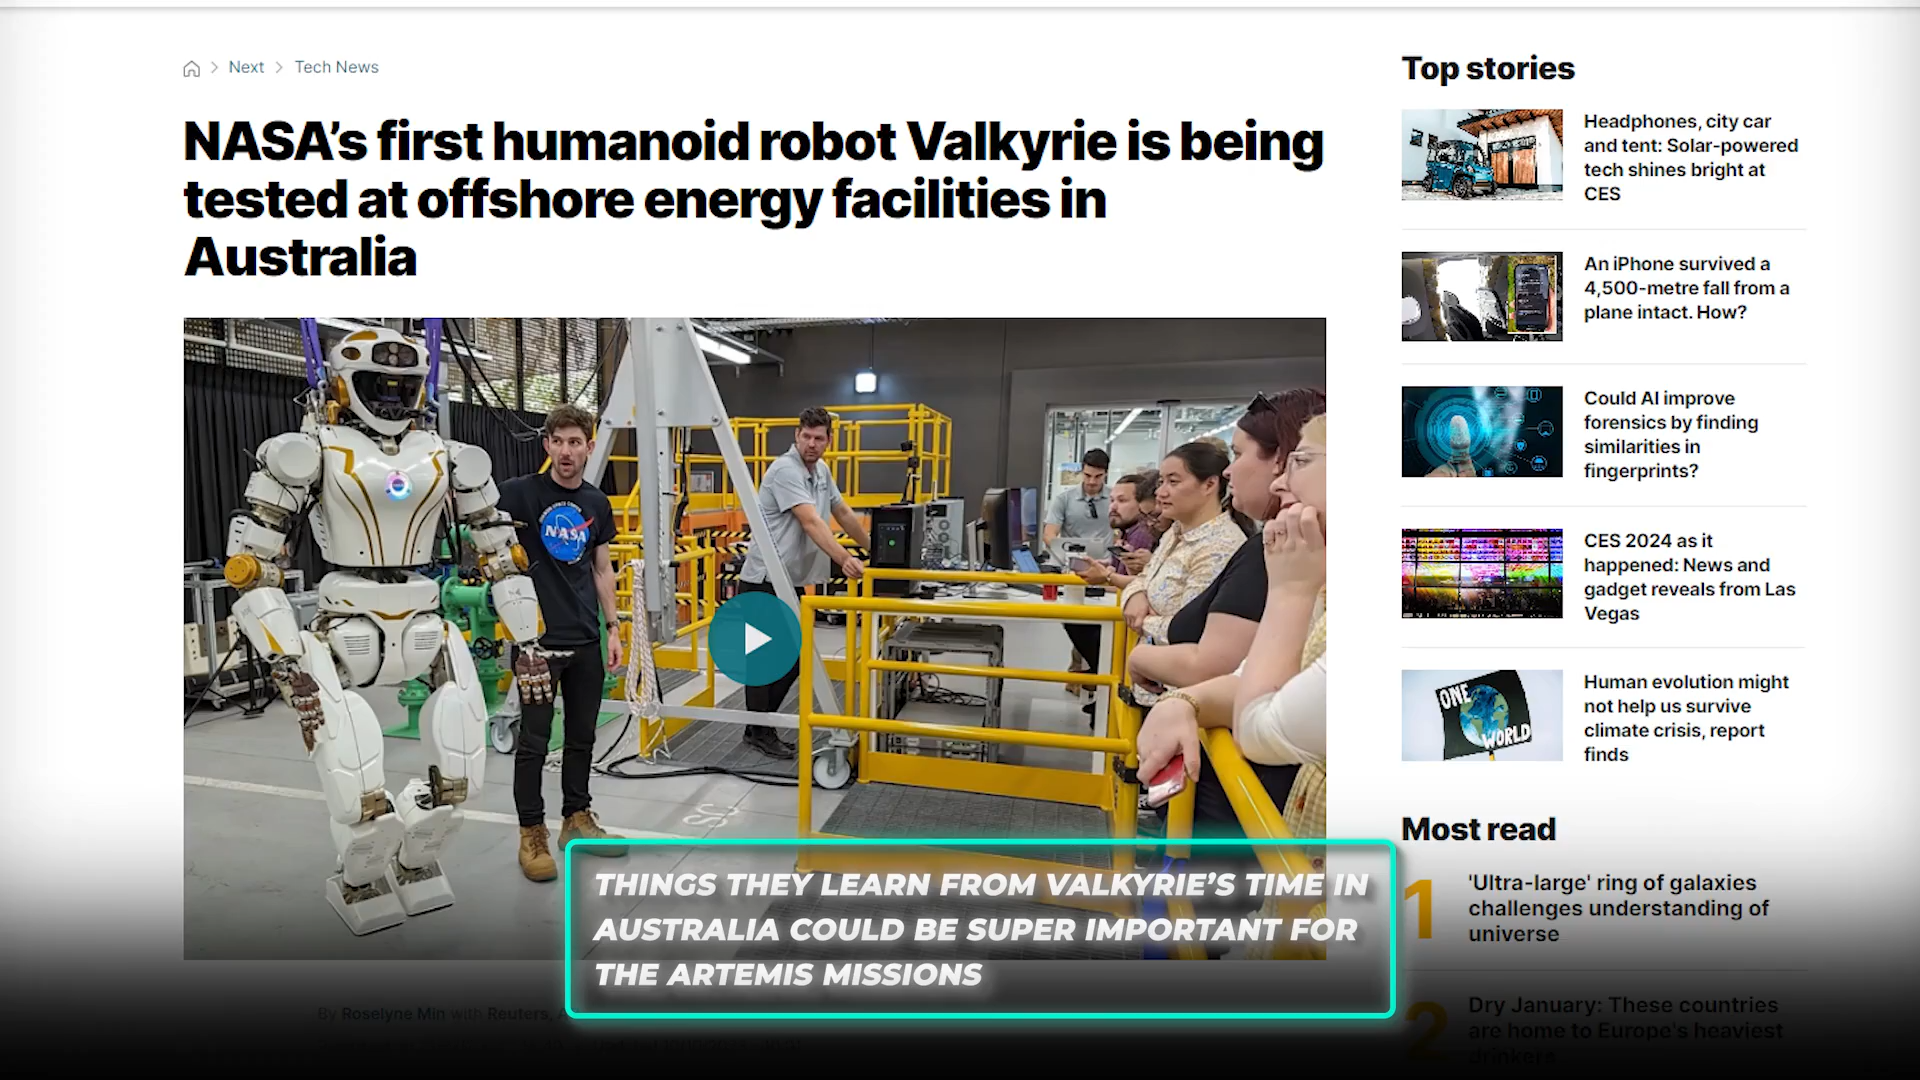 Next
Tech News
NASA's first humanoid robot Valkyrie is being
tested at offshore energy facilities in
Australia
NASA
THINGS THEY LEARN FROM VALKYRIE'S TIME IN
AUSTRALIA COULD BE SUPER IMPORTANT FOR
THE ARTEMIS MISSIONS
By Roselyne Min with Reuters,
Top stories
Headphones, city car
and tent: Solar-powered
tech shines bright at
CES
An iPhone survived a
4,500-metre fall from a
plane intact. How?
Could AI improve
forensics by finding
similarities in
fingerprints?
CES 2024 as it
happened: News and
gadget reveals from Las
Vegas
ONE
WORLD
Human evolution might
not help us survive
climate crisis, report
finds
Most read
1
'Ultra-large' ring of galaxies
challenges understanding of
universe
2
Dry January: These countries
are home to Europe's heaviest
drinkers